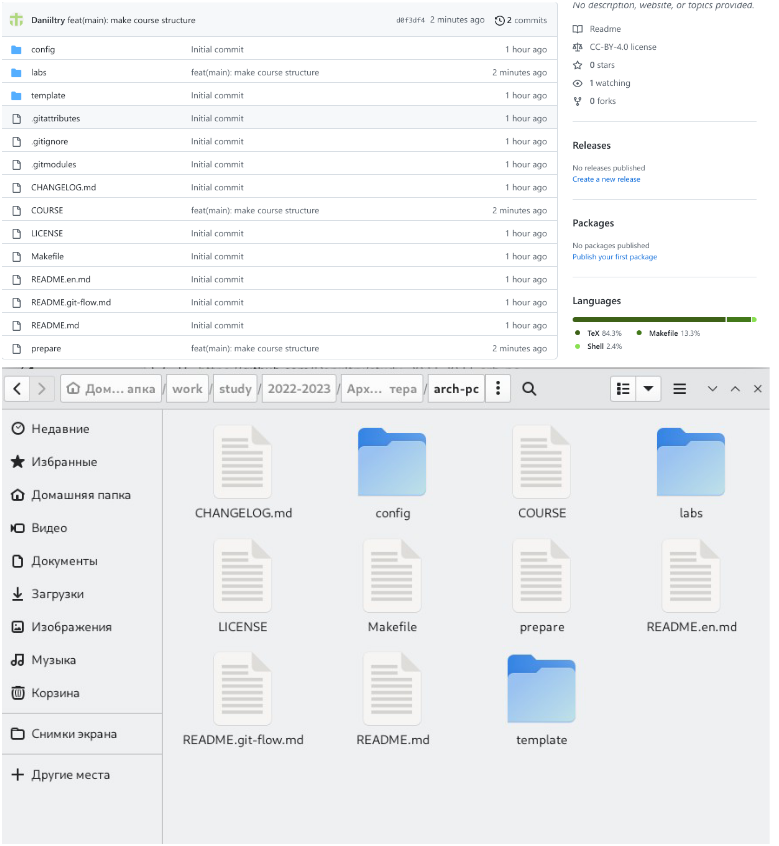 No description, website, or topics provided.
Daniiltry feat(main): make course structure d0f3df4 2 minutes ago 2 commits
config Initial commit 1 hour ago
labs feat(main): make course structure 2 minutes ago
template Initial commit 1 hour ago
.gitattributes Initial commit 1 hour ago
.gitignore Initial commit 1 hour ago
.gitmodules Initial commit 1 hour ago
CHANGELOG.md Initial commit 1 hour ago
COURSE feat(main): make course structure 2 minutes ago
LICENSE Initial commit 1 hour ago
Makefile Initial commit 1 hour ago
README.en.md Initial commit 1 hour ago
README.git-flow.md Initial commit 1 hour ago
README.md Initial commit 1 hour ago
prepare feat(main): make course structure 2 minutes ago
Readme
CC-BY-4.0 license
0 stars
1 watching
0 forks
Releases
No releases published
Create a new release
Packages
No packages published
Publish your first package
Languages
TeX 84.3% Makefile 13.3%
Shell 2.4%
Дом… апка / work / study / 2022-2023 / Арх… тера / arch-pc
Недавние
Избранные
Домашняя папка
Видео
Документы
Загрузки
Изображения
Музыка
Корзина
Снимки экрана
Другие места
CHANGELOG.md config COURSE labs
LICENSE Makefile prepare README.en.md
README.git-flow.md README.md template